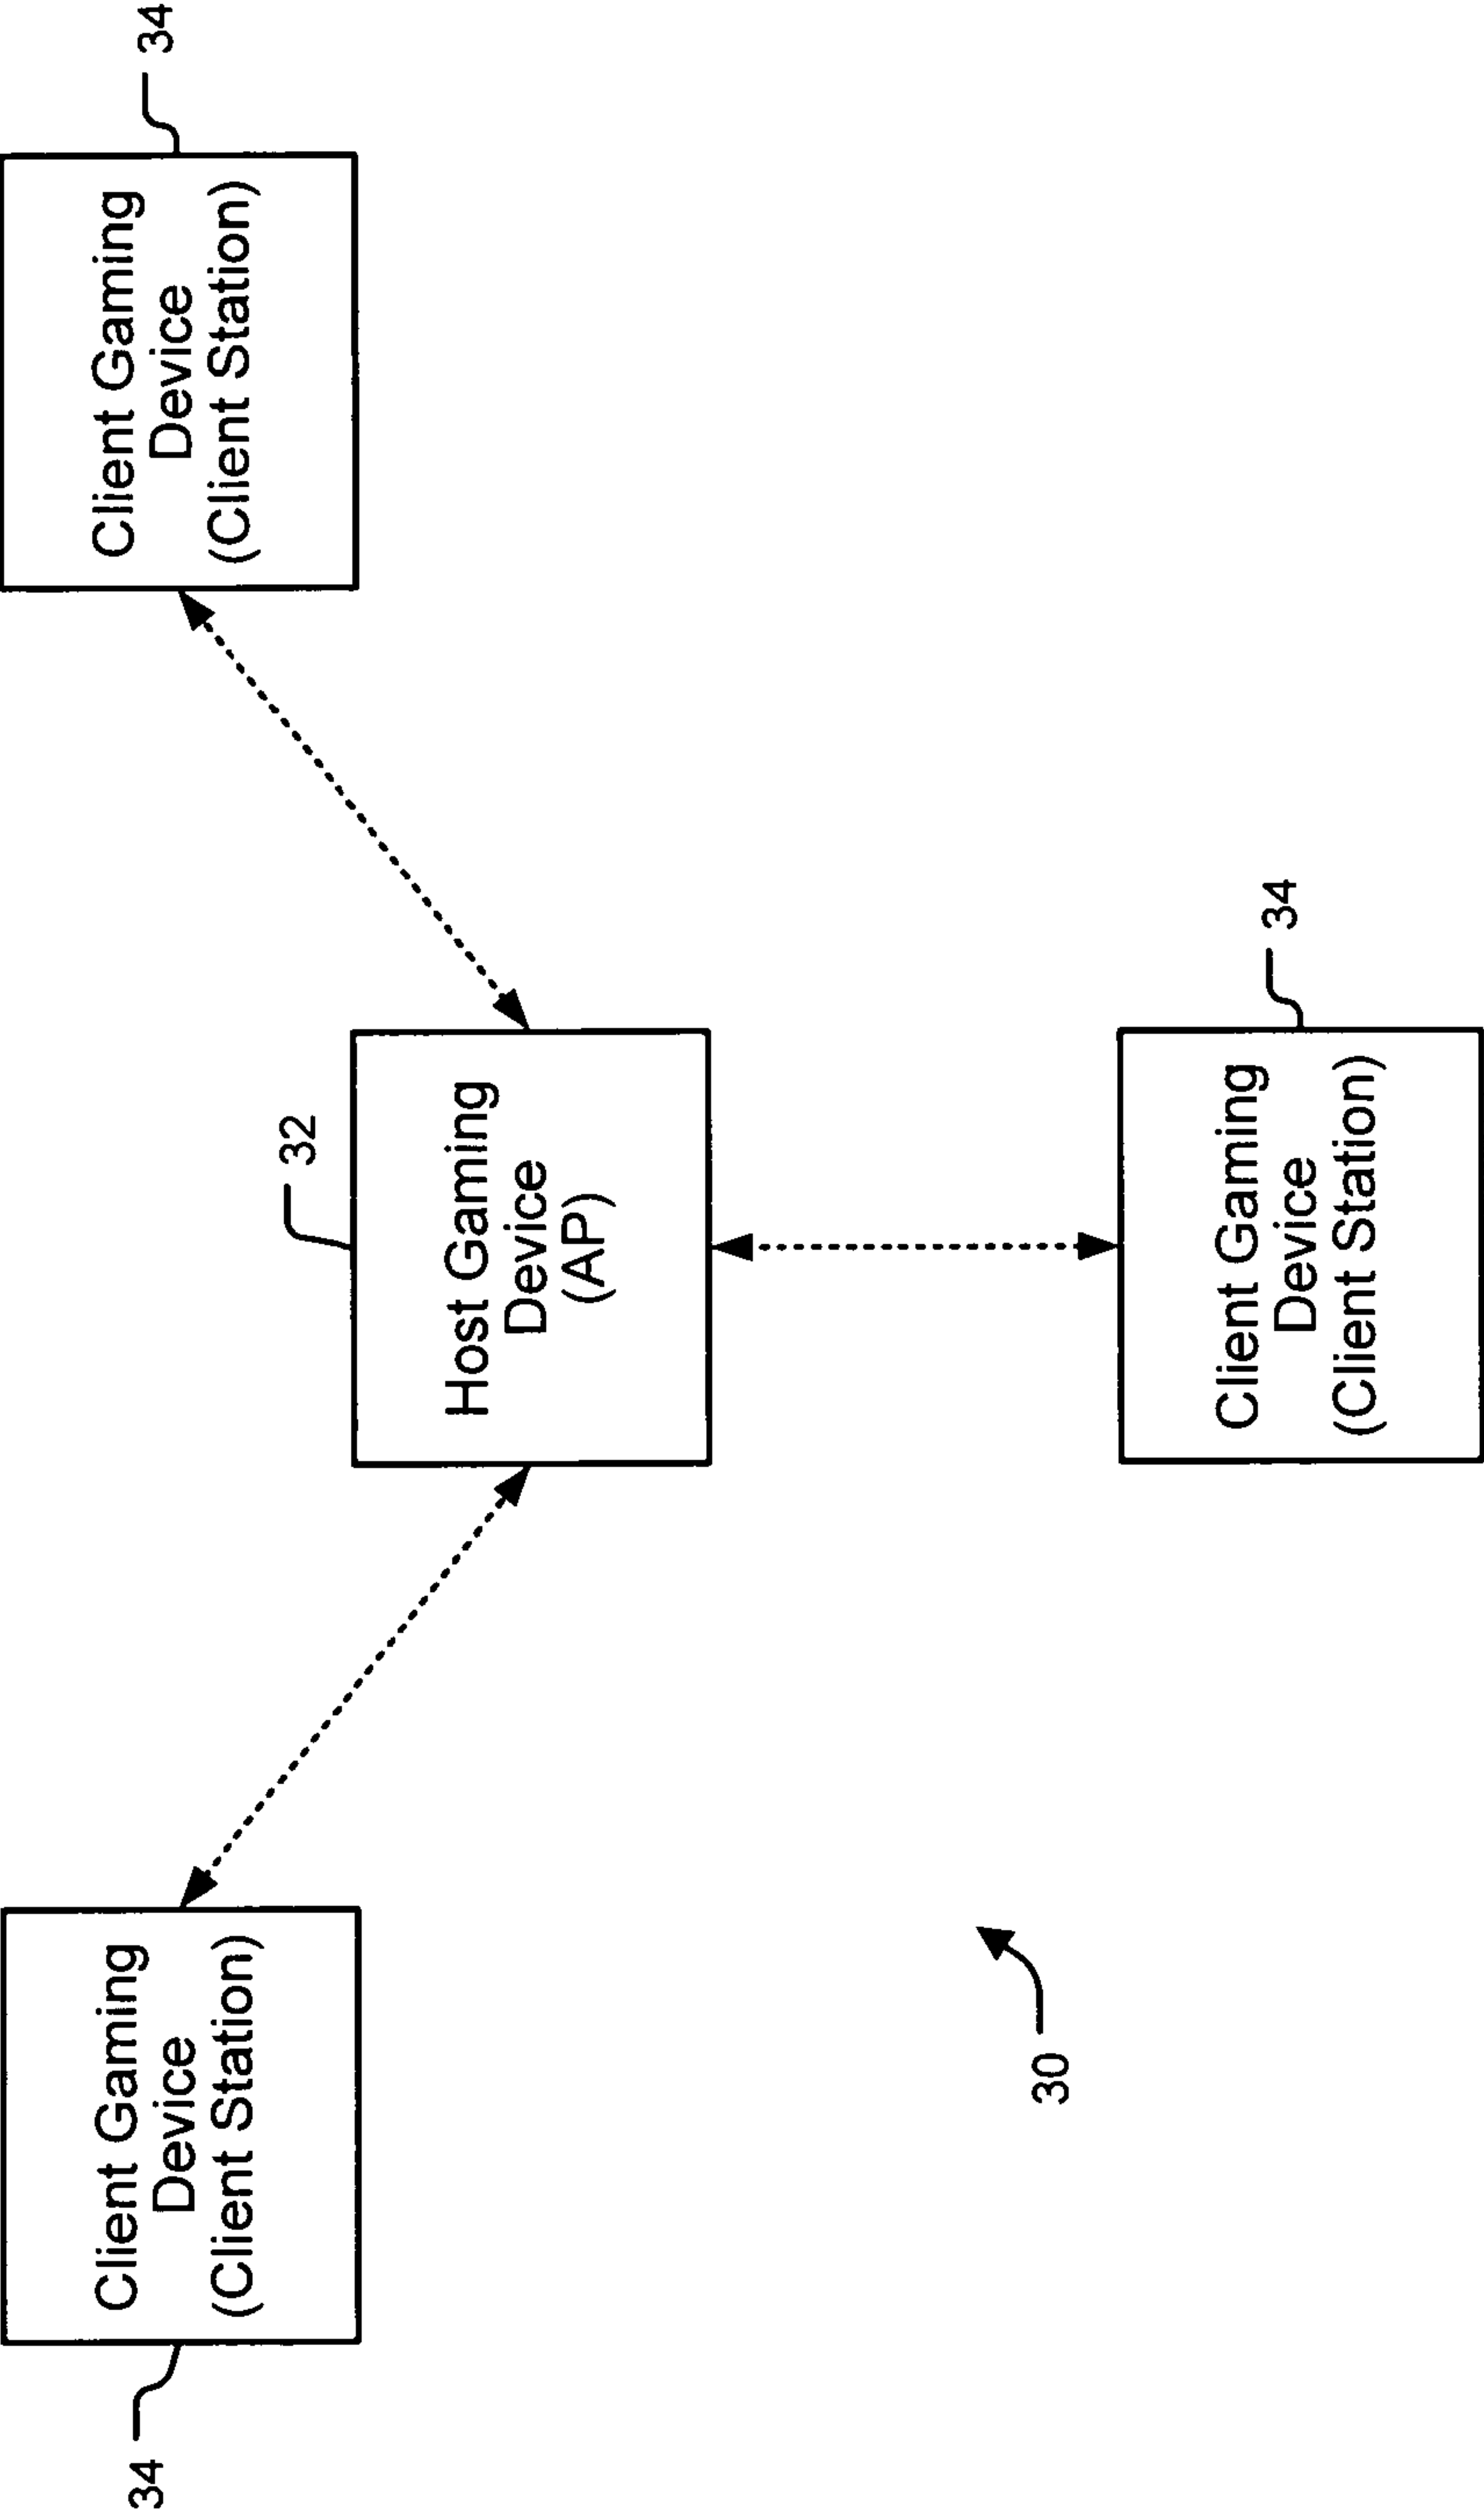 34
Client Gaming
Device
(Client Station)
34
Client Gaming
Device
(Client Station)
32
Host Gaming
Device
(AP)
34
Client Gaming
Device
(Client Station)
30